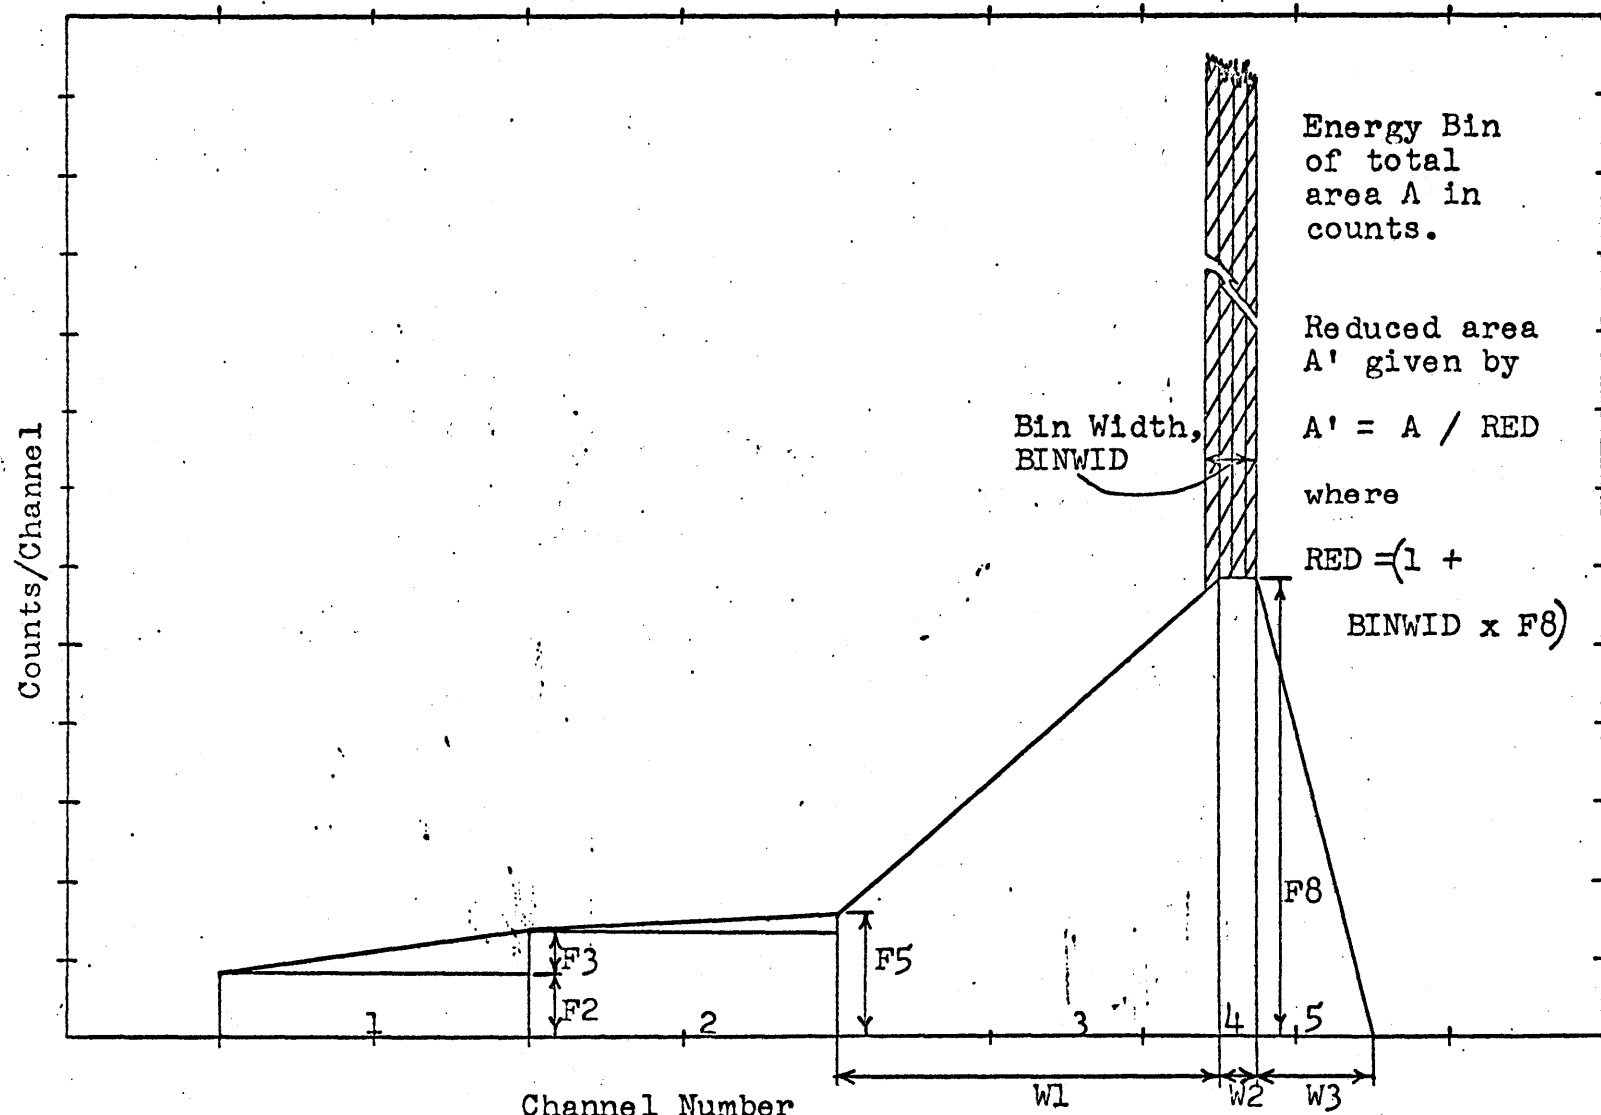 Energy Bin
of total
area A in
counts.
Reduced area
A' given by
A' = A / RED
where
RED =(1 +
BINWID x F8)
Bin Width,
BINWID
Counts/Channel
F3
F2
F5
F8
1
2
3
4
5
W1
W2
W3
Channel Number